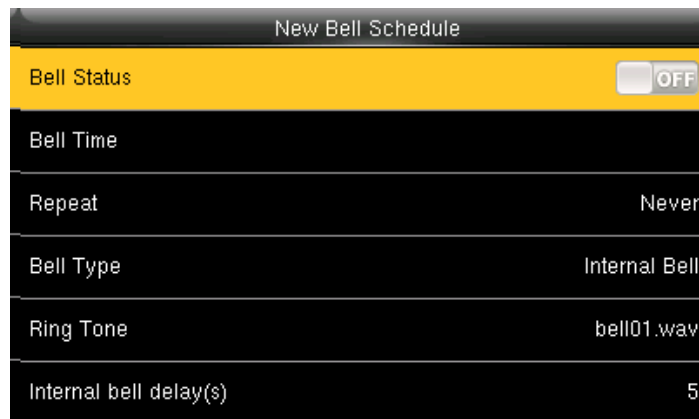 New Bell Schedule
Bell Status OFF
Bell Time
Repeat Never
Bell Type Internal Bell
Ring Tone bell01.wav
Internal bell delay(s) 5